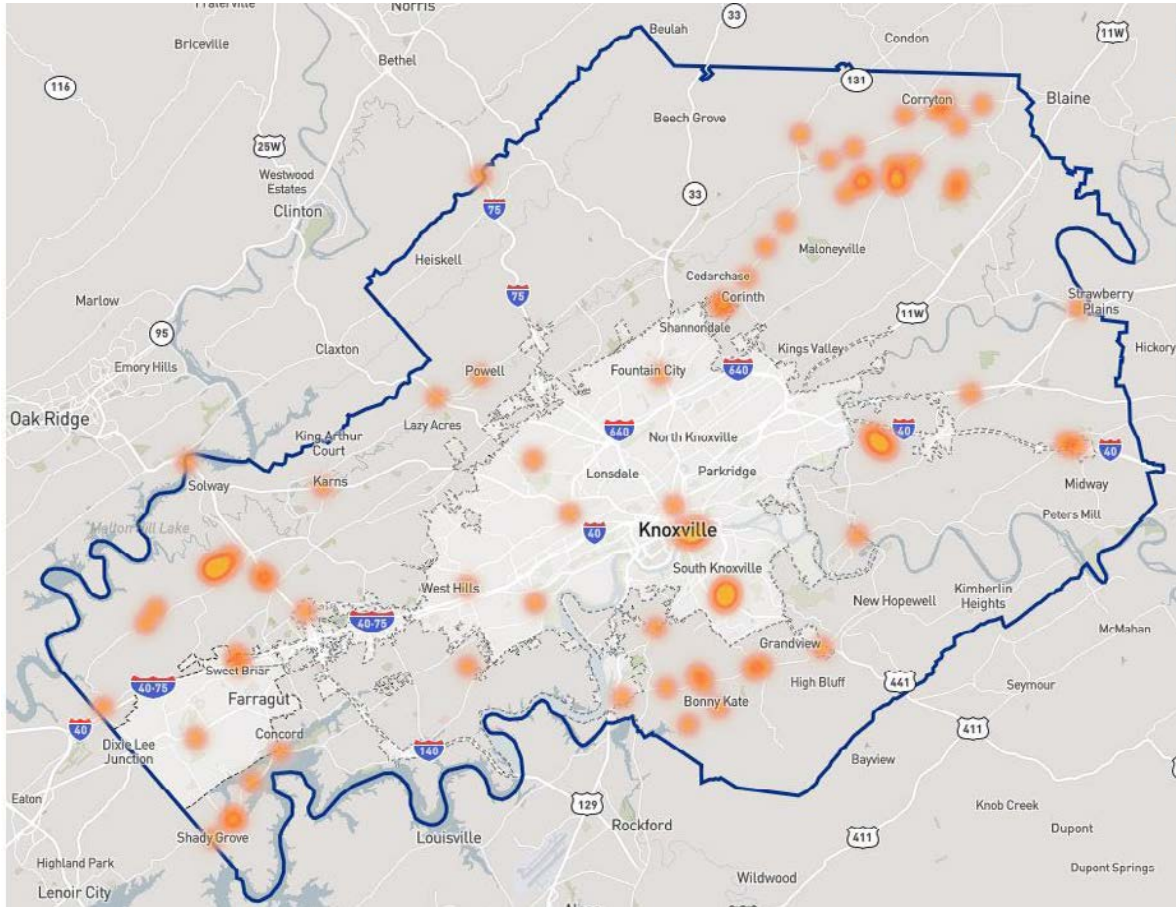 Norris
Beulah
33
Condon
11W
Briceville
Bethel
116
131
Corryton
Blaine
Beech Grove
25W
Westwood
Estates
33
Clinton
75
Maloneyville
Heiskell
Cedarchase
Marlow
75
Corinth
Strawberry
Plains
95
Shannondale
11W
Claxton
Kings Valley
Hickory
Emory Hills
Powell
Fountain City
640
Oak Ridge
Lazy Acres
640
40
King Arthur
Court
North Knoxville
40
Lonsdale
Parkridge
Solway
Karns
Midway
Peters Mill
Melton Hill Lake
40
Knoxville
South Knoxville
West Hills
Kimberlin
Heights
New Hopewell
40-75
McMahan
Grandview
Sweet Briar
40-75
High Bluff
441
Seymour
Farragut
Bonny Kate
40
Concord
411
Dixie Lee
Junction
140
Bayview
Eaton
129
Knob Creek
Rockford
Dupont
Shady Grove
Louisville
411
Highland Park
Dupont Springs
Lenoir City
Wildwood